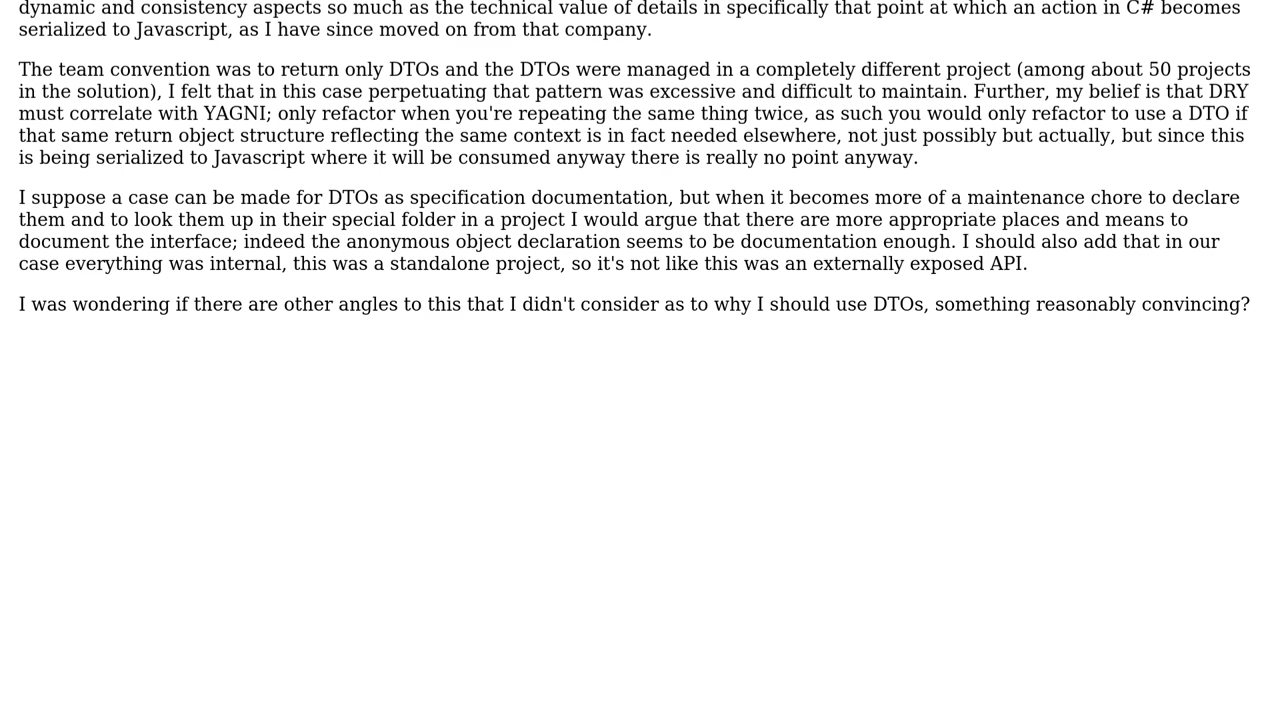 dynamic and consistency aspects so much as the technical value of details in specifically that point at which an action in C# becomes
serialized to Javascript, as I have since moved on from that company.
The team convention was to return only DTOs and the DTOs were managed in a completely different project (among about 50 projects
in the solution), I felt that in this case perpetuating that pattern was excessive and difficult to maintain. Further, my belief is that DRY
must correlate with YAGNI; only refactor when you're repeating the same thing twice, as such you would only refactor to use a DTO if
that same return object structure reflecting the same context is in fact needed elsewhere, not just possibly but actually, but since this
is being serialized to Javascript where it will be consumed anyway there is really no point anyway.
I suppose a case can be made for DTOs as specification documentation, but when it becomes more of a maintenance chore to declare
them and to look them up in their special folder in a project I would argue that there are more appropriate places and means to
document the interface; indeed the anonymous object declaration seems to be documentation enough. I should also add that in our
case everything was internal, this was a standalone project, so it's not like this was an externally exposed API.
I was wondering if there are other angles to this that I didn't consider as to why I should use DTOs, something reasonably convincing?